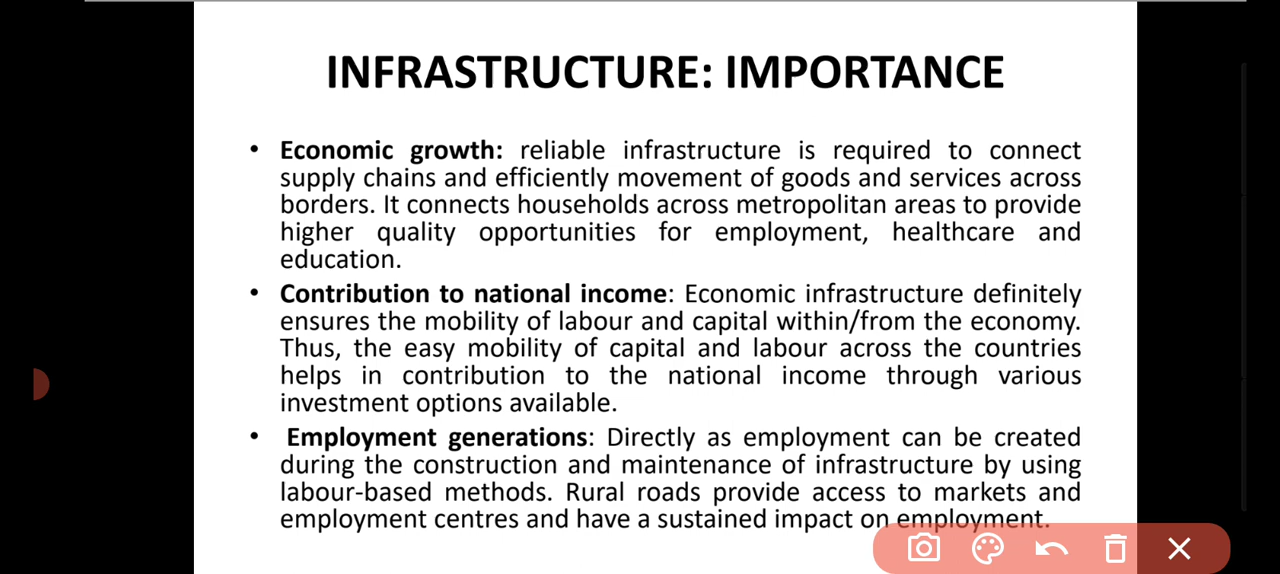 INFRASTRUCTURE: IMPORTANCE
• Economic growth: reliable infrastructure is required to connect
supply chains and efficiently movement of goods and services across
borders. It connects households across metropolitan areas to provide
higher quality opportunities for employment, healthcare and
education.
• Contribution to national income: Economic infrastructure definitely
ensures the mobility of labour and capital within/from the economy.
Thus, the easy mobility of capital and labour across the countries
helps in contribution to the national income through various
investment options available.
• Employment generations: Directly as employment can be created
during the construction and maintenance of infrastructure by using
labour-based methods. Rural roads provide access to markets and
employment centres and have a sustained impact on employment.